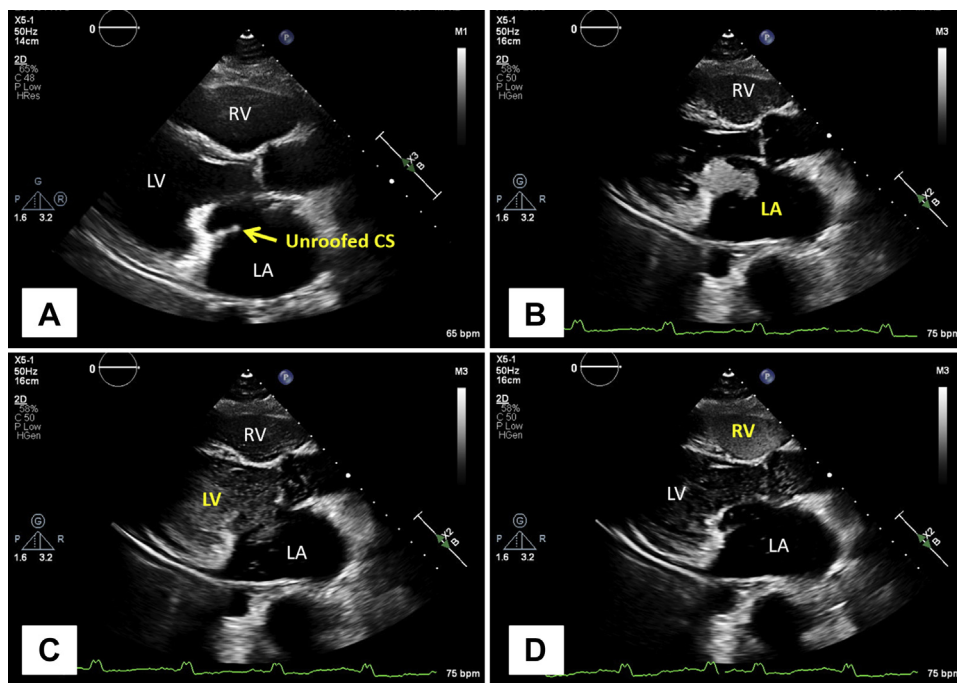 X5-1
50Hz
14cm
0
P
M1
2D
65%
C 48
P Low
HRes
RV
LV
G
P R
1.6 3.2
X3
B
Unroofed CS
LA
A
65 bpm
X5-1
50Hz
16cm
0
P
M3
2D
58%
C 50
P Low
HGen
RV
G
P R
1.6 3.2
X2
B
LA
B
75 bpm
X5-1
50Hz
16cm
0
P
M3
2D
58%
C 50
P Low
HGen
RV
LV
G
P R
1.6 3.2
X2
B
LA
C
75 bpm
X5-1
50Hz
16cm
0
P
M3
2D
58%
C 50
P Low
HGen
RV
LV
G
P R
1.6 3.2
X2
B
LA
D
75 bpm